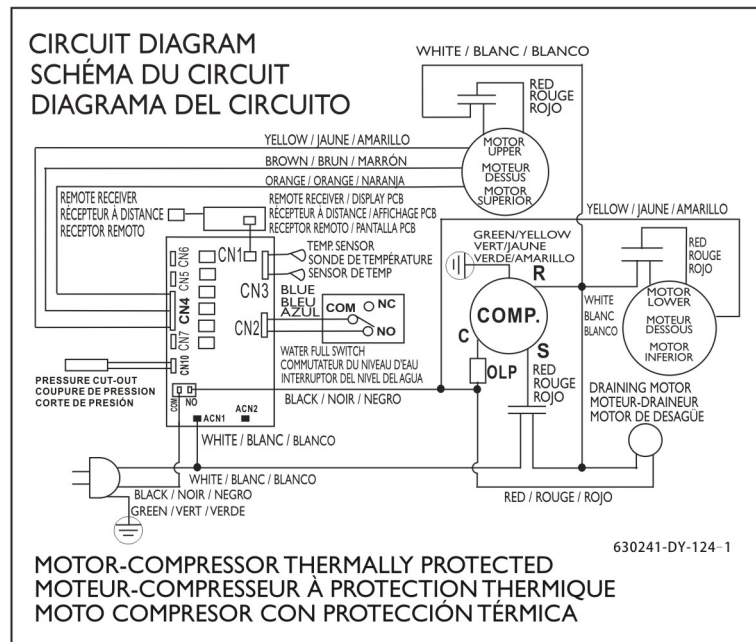 CIRCUIT DIAGRAM
SCHÉMA DU CIRCUIT
DIAGRAMA DEL CIRCUITO
WHITE / BLANC / BLANCO
RED
ROUGE
ROJO
YELLOW / JAUNE / AMARILLO
BROWN / BRUN / MARRÓN
ORANGE / ORANGE / NARANJA
MOTOR
UPPER
MOTEUR
DESSUS
MOTOR
SUPERIOR
REMOTE RECEIVER
RÉCEPTEUR À DISTANCE
RECEPTOR REMOTO
REMOTE RECEIVER / DISPLAY PCB
RÉCEPTEUR À DISTANCE / AFFICHAGE PCB
RECEPTOR REMOTO / PANTALLA PCB
YELLOW / JAUNE / AMARILLO
CN6
CN5
CN4
CN7
CN10
CN1
CN3
CN2
TEMP. SENSOR
SONDE DE TEMPÉRATURE
SENSOR DE TEMP
GREEN/YELLOW
VERT/JAUNE
VERDE/AMARILLO
R
COMP.
C
S
OLP
RED
ROUGE
ROJO
BLUE
BLEU
AZUL
COM
NC
NO
WATER FULL SWITCH
COMMUTATEUR DU NIVEAU D'EAU
INTERRUPTOR DEL NIVEL DEL AGUA
RED
ROUGE
ROJO
WHITE
BLANC
BLANCO
MOTOR
LOWER
MOTEUR
DESSOUS
MOTOR
INFERIOR
PRESSURE CUT-OUT
COUPURE DE PRESSION
CORTE DE PRESIÓN
COM
NO
ACN1
ACN2
BLACK / NOIR / NEGRO
DRAINING MOTOR
MOTEUR-DRAINEUR
MOTOR DE DESAGÜE
WHITE / BLANC / BLANCO
WHITE / BLANC / BLANCO
BLACK / NOIR / NEGRO
GREEN / VERT / VERDE
RED / ROUGE / ROJO
630241-DY-124-1
MOTOR-COMPRESSOR THERMALLY PROTECTED
MOTEUR-COMPRESSEUR À PROTECTION THERMIQUE
MOTO COMPRESOR CON PROTECCIÓN TÉRMICA